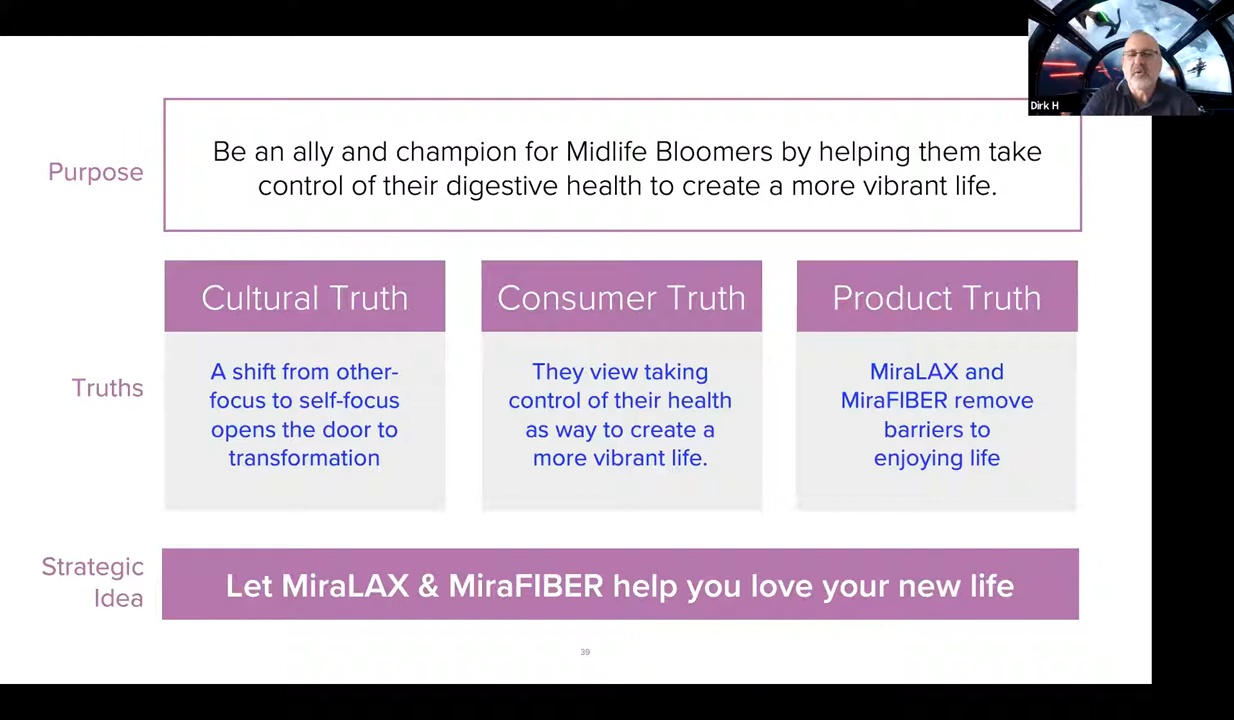 Dirk H
Purpose
Be an ally and champion for Midlife Bloomers by helping them take
control of their digestive health to create a more vibrant life.
Truths
Cultural Truth
A shift from other-
focus to self-focus
opens the door to
transformation
Consumer Truth
They view taking
control of their health
as way to create a
more vibrant life.
Product Truth
MiraLAX and
MiraFIBER remove
barriers to
enjoying life
Strategic
Idea
Let MiraLAX & MiraFIBER help you love your new life
39